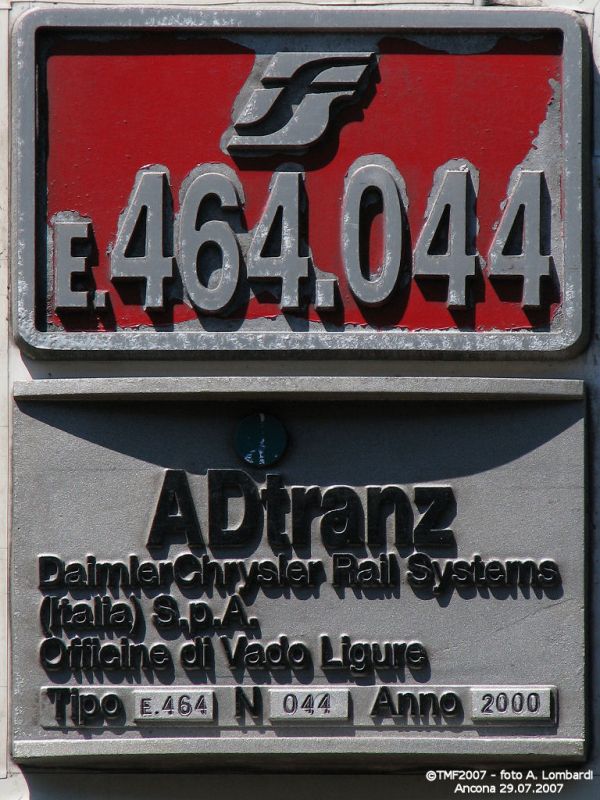 E.464.044
ADtranz
DaimlerChrysler Rail Systems
(Italia) S.p.A.
Officine di Vado Ligure
Tipo E.464 N 044 Anno 2000
©TMF2007 - foto A. Lombardi
Ancona 29.07.2007